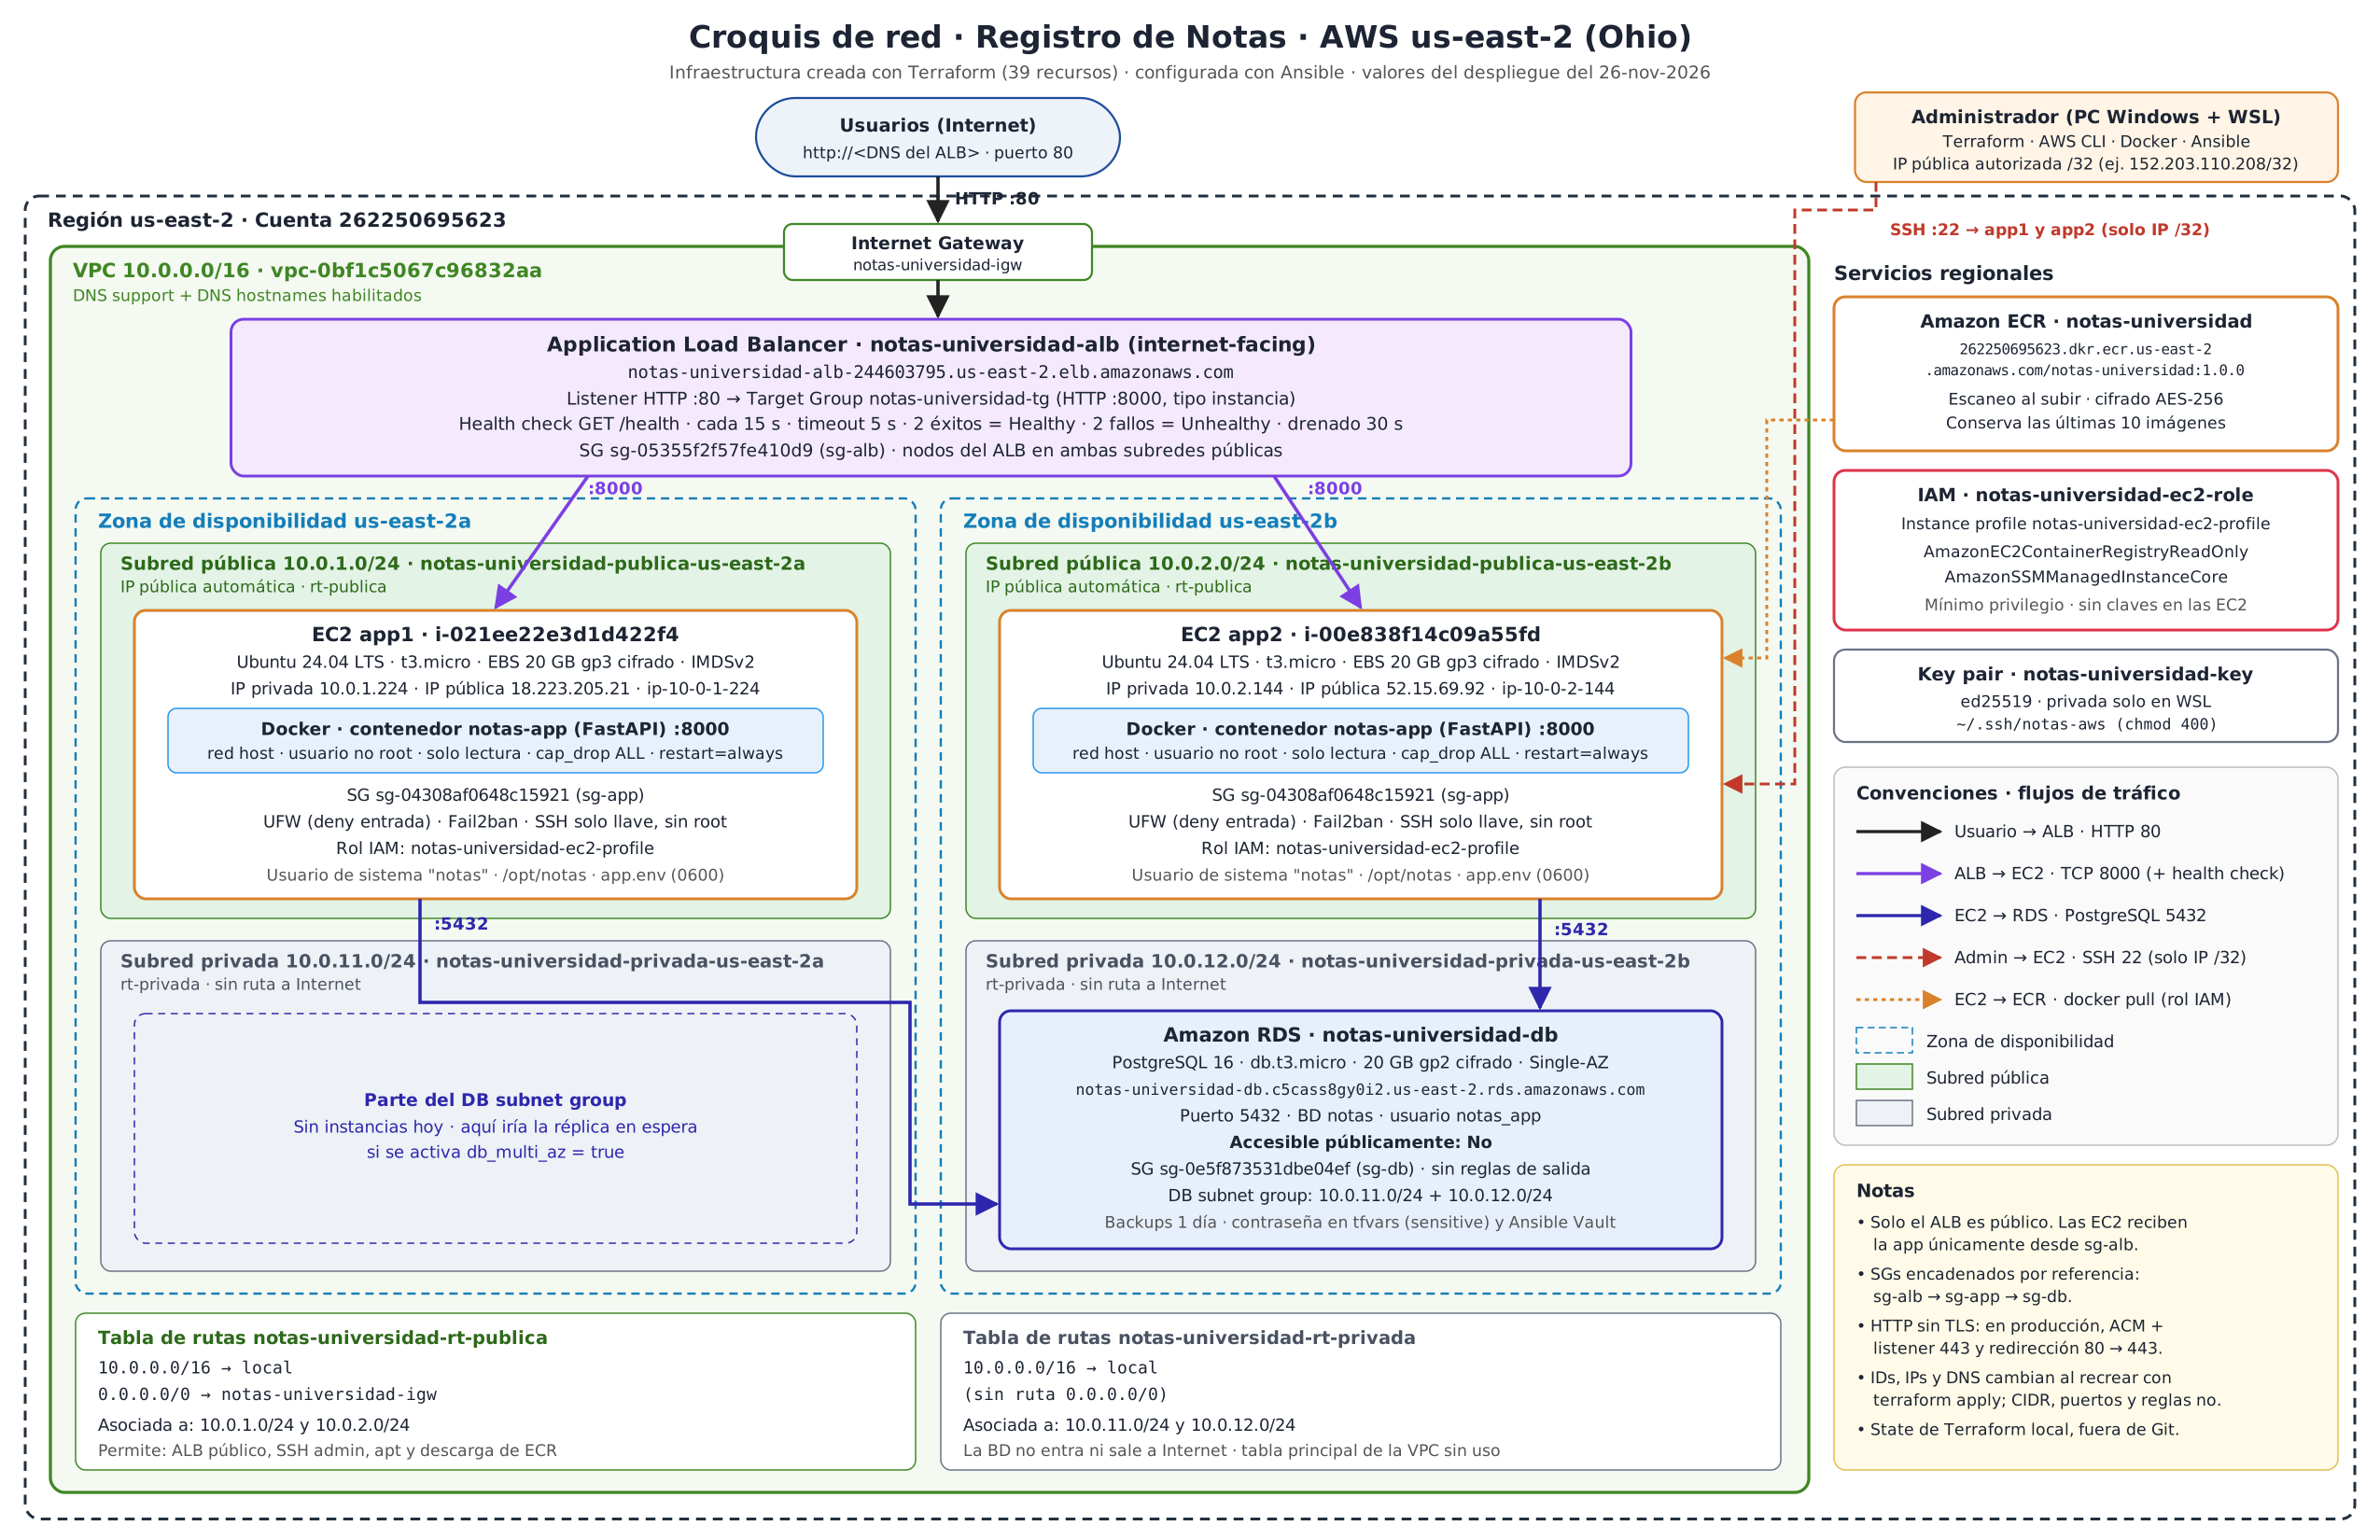 Croquis de red · Registro de Notas · AWS us-east-2 (Ohio)
Infraestructura creada con Terraform (39 recursos) · configurada con Ansible · valores del despliegue del 26-nov-2026
Usuarios (Internet)
http://<DNS del ALB> · puerto 80
Administrador (PC Windows + WSL)
Terraform · AWS CLI · Docker · Ansible
IP pública autorizada /32 (ej. 152.203.110.208/32)
HTTP :80
Región us-east-2 · Cuenta 262250695623
SSH :22 → app1 y app2 (solo IP /32)
Internet Gateway
notas-universidad-igw
VPC 10.0.0.0/16 · vpc-0bf1c5067c96832aa
DNS support + DNS hostnames habilitados
Application Load Balancer · notas-universidad-alb (internet-facing)
notas-universidad-alb-244603795.us-east-2.elb.amazonaws.com
Listener HTTP :80 → Target Group notas-universidad-tg (HTTP :8000, tipo instancia)
Health check GET /health · cada 15 s · timeout 5 s · 2 éxitos = Healthy · 2 fallos = Unhealthy · drenado 30 s
SG sg-05355f2f57fe410d9 (sg-alb) · nodos del ALB en ambas subredes públicas
:8000
:8000
Zona de disponibilidad us-east-2a
Subred pública 10.0.1.0/24 · notas-universidad-publica-us-east-2a
IP pública automática · rt-publica
EC2 app1 · i-021ee22e3d1d422f4
Ubuntu 24.04 LTS · t3.micro · EBS 20 GB gp3 cifrado · IMDSv2
IP privada 10.0.1.224 · IP pública 18.223.205.21 · ip-10-0-1-224
Docker · contenedor notas-app (FastAPI) :8000
red host · usuario no root · solo lectura · cap_drop ALL · restart=always
SG sg-04308af0648c15921 (sg-app)
UFW (deny entrada) · Fail2ban · SSH solo llave, sin root
Rol IAM: notas-universidad-ec2-profile
Usuario de sistema "notas" · /opt/notas · app.env (0600)
:5432
Subred privada 10.0.11.0/24 · notas-universidad-privada-us-east-2a
rt-privada · sin ruta a Internet
Parte del DB subnet group
Sin instancias hoy · aquí iría la réplica en espera
si se activa db_multi_az = true
Zona de disponibilidad us-east-2b
Subred pública 10.0.2.0/24 · notas-universidad-publica-us-east-2b
IP pública automática · rt-publica
EC2 app2 · i-00e838f14c09a55fd
Ubuntu 24.04 LTS · t3.micro · EBS 20 GB gp3 cifrado · IMDSv2
IP privada 10.0.2.144 · IP pública 52.15.69.92 · ip-10-0-2-144
Docker · contenedor notas-app (FastAPI) :8000
red host · usuario no root · solo lectura · cap_drop ALL · restart=always
SG sg-04308af0648c15921 (sg-app)
UFW (deny entrada) · Fail2ban · SSH solo llave, sin root
Rol IAM: notas-universidad-ec2-profile
Usuario de sistema "notas" · /opt/notas · app.env (0600)
:5432
Subred privada 10.0.12.0/24 · notas-universidad-privada-us-east-2b
rt-privada · sin ruta a Internet
Amazon RDS · notas-universidad-db
PostgreSQL 16 · db.t3.micro · 20 GB gp2 cifrado · Single-AZ
notas-universidad-db.c5cass8gy0i2.us-east-2.rds.amazonaws.com
Puerto 5432 · BD notas · usuario notas_app
Accesible públicamente: No
SG sg-0e5f873531dbe04ef (sg-db) · sin reglas de salida
DB subnet group: 10.0.11.0/24 + 10.0.12.0/24
Backups 1 día · contraseña en tfvars (sensitive) y Ansible Vault
Tabla de rutas notas-universidad-rt-publica
10.0.0.0/16 → local
0.0.0.0/0 → notas-universidad-igw
Asociada a: 10.0.1.0/24 y 10.0.2.0/24
Permite: ALB público, SSH admin, apt y descarga de ECR
Tabla de rutas notas-universidad-rt-privada
10.0.0.0/16 → local
(sin ruta 0.0.0.0/0)
Asociada a: 10.0.11.0/24 y 10.0.12.0/24
La BD no entra ni sale a Internet · tabla principal de la VPC sin uso
Servicios regionales
Amazon ECR · notas-universidad
262250695623.dkr.ecr.us-east-2
.amazonaws.com/notas-universidad:1.0.0
Escaneo al subir · cifrado AES-256
Conserva las últimas 10 imágenes
IAM · notas-universidad-ec2-role
Instance profile notas-universidad-ec2-profile
AmazonEC2ContainerRegistryReadOnly
AmazonSSMManagedInstanceCore
Mínimo privilegio · sin claves en las EC2
Key pair · notas-universidad-key
ed25519 · privada solo en WSL
~/.ssh/notas-aws (chmod 400)
Convenciones · flujos de tráfico
Usuario → ALB · HTTP 80
ALB → EC2 · TCP 8000 (+ health check)
EC2 → RDS · PostgreSQL 5432
Admin → EC2 · SSH 22 (solo IP /32)
EC2 → ECR · docker pull (rol IAM)
Zona de disponibilidad
Subred pública
Subred privada
Notas
• Solo el ALB es público. Las EC2 reciben
la app únicamente desde sg-alb.
• SGs encadenados por referencia:
sg-alb → sg-app → sg-db.
• HTTP sin TLS: en producción, ACM +
listener 443 y redirección 80 → 443.
• IDs, IPs y DNS cambian al recrear con
terraform apply; CIDR, puertos y reglas no.
• State de Terraform local, fuera de Git.